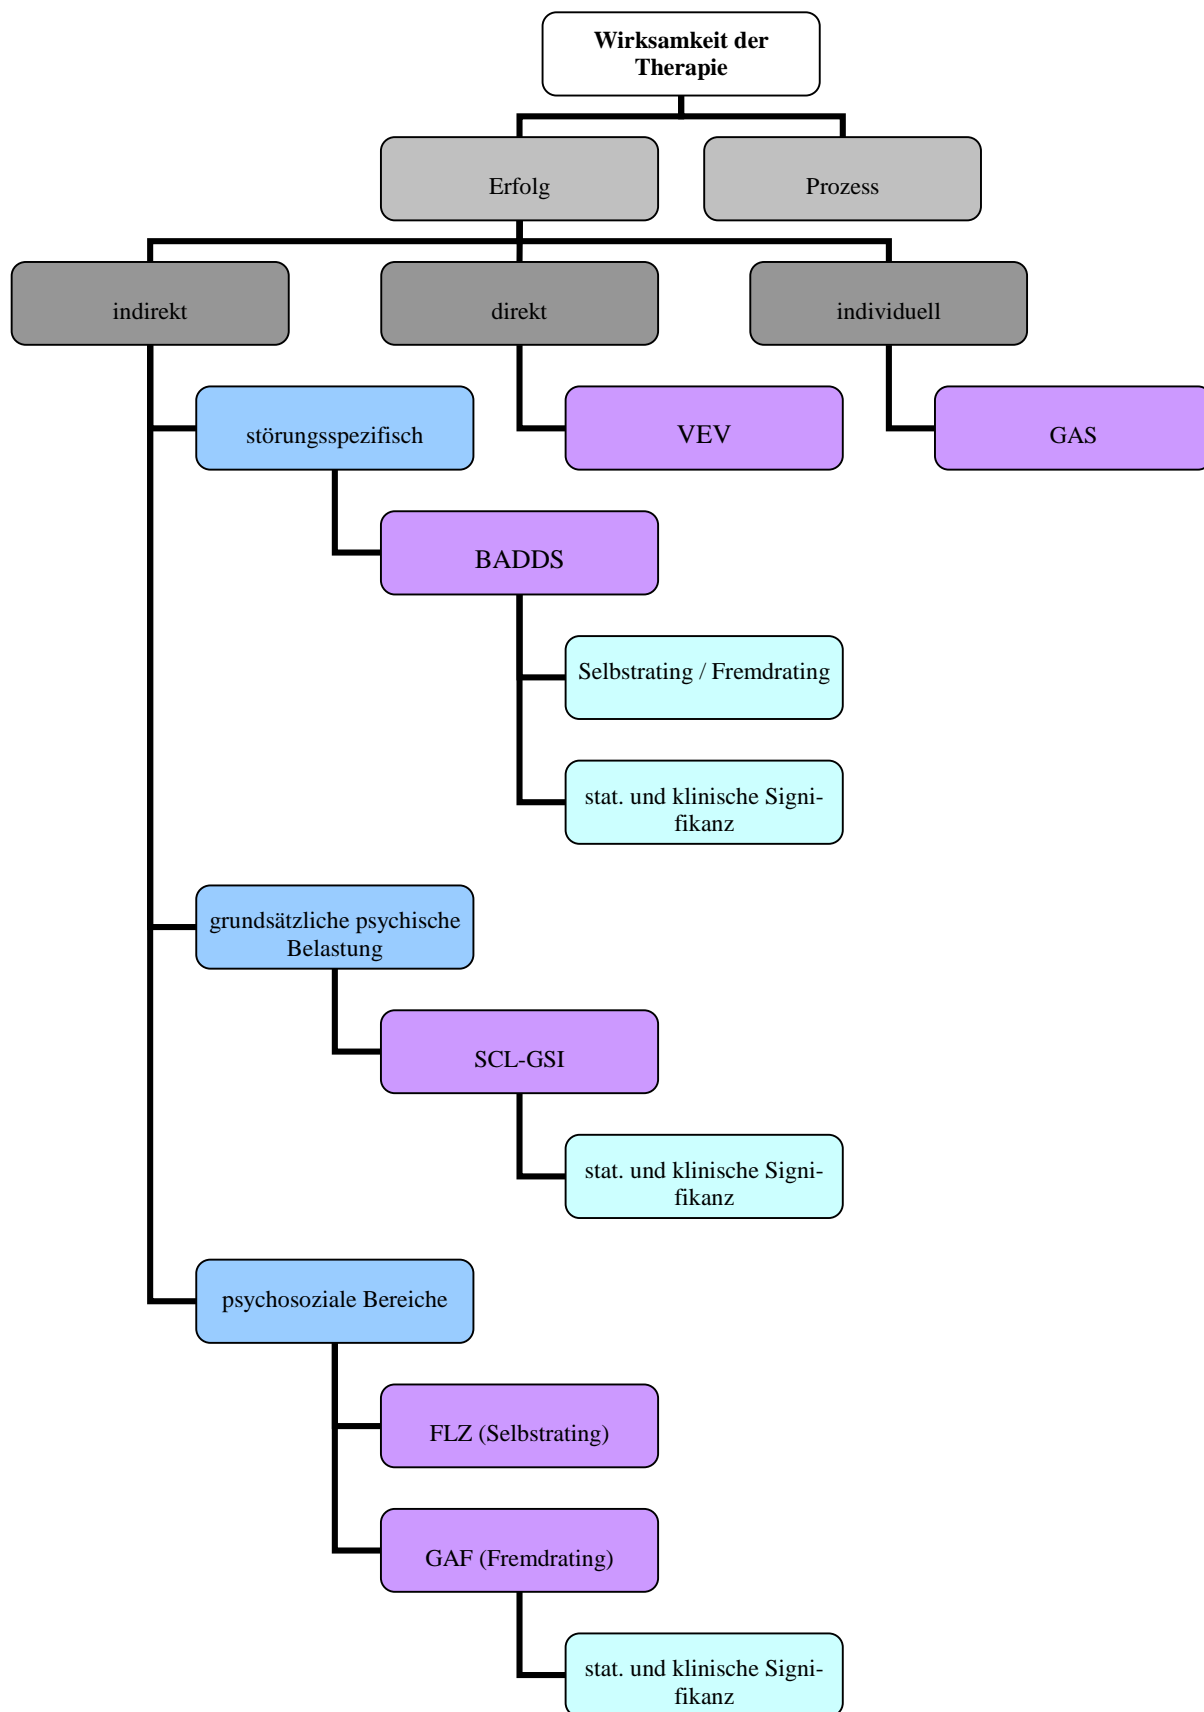 Wirksamkeit der
Therapie
Erfolg
Prozess
indirekt
direkt
individuell
störungsspezifisch
VEV
GAS
BADDS
Selbstrating / Fremdrating
stat. und klinische Signi-
fikanz
grundsätzliche psychische
Belastung
SCL-GSI
stat. und klinische Signi-
fikanz
psychosoziale Bereiche
FLZ (Selbstrating)
GAF (Fremdrating)
stat. und klinische Signi-
fikanz